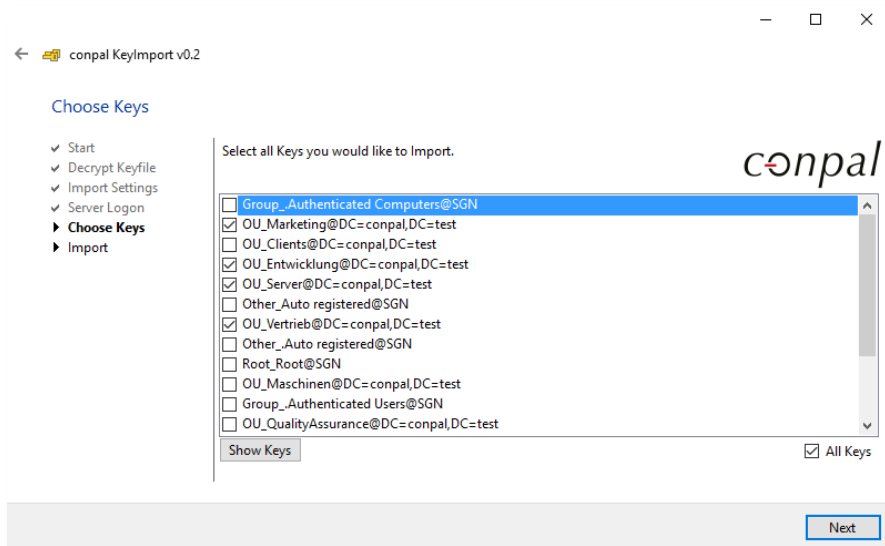 conpal KeyImport v0.2
Choose Keys
Start
Decrypt Keyfile
Import Settings
Server Logon
Choose Keys
Import
Select all Keys you would like to Import.
conpal
Group_.Authenticated Computers@SGN
OU_Marketing@DC=conpal,DC=test
OU_Clients@DC=conpal,DC=test
OU_Entwicklung@DC=conpal,DC=test
OU_Server@DC=conpal,DC=test
Other_Auto registered@SGN
OU_Vertrieb@DC=conpal,DC=test
Other_.Auto registered@SGN
Root_Root@SGN
OU_Maschinen@DC=conpal,DC=test
Group_.Authenticated Users@SGN
OU_QualityAssurance@DC=conpal,DC=test
Show Keys
All Keys
Next